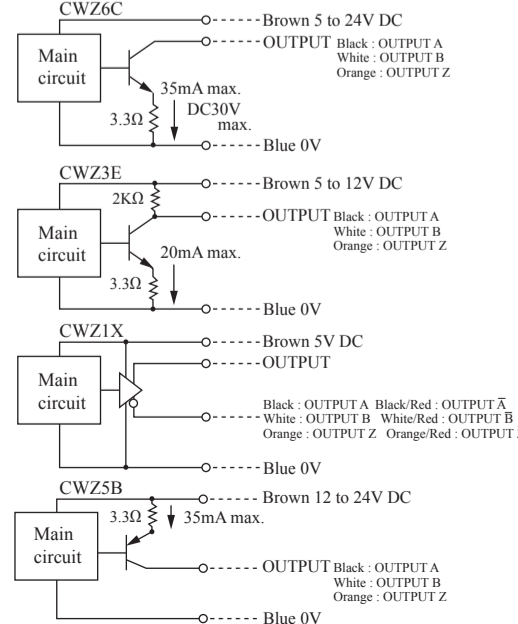 CWZ6C
Brown 5 to 24V DC
OUTPUT Black : OUTPUT A
White : OUTPUT B
Orange : OUTPUT Z
Main
circuit
35mA max.
DC30V
max.
3.3Ω
Blue 0V
CWZ3E
Brown 5 to 12V DC
2KΩ
OUTPUT Black : OUTPUT A
White : OUTPUT B
Orange : OUTPUT Z
Main
circuit
20mA max.
3.3Ω
Blue 0V
CWZ1X
Brown 5V DC
OUTPUT
Main
circuit
Black : OUTPUT A Black/Red : OUTPUT A̅
White : OUTPUT B White/Red : OUTPUT B̅
Orange : OUTPUT Z Orange/Red : OUTPUT
Blue 0V
CWZ5B
Brown 12 to 24V DC
3.3Ω 35mA max.
Main
circuit
OUTPUT Black : OUTPUT A
White : OUTPUT B
Orange : OUTPUT Z
Blue 0V